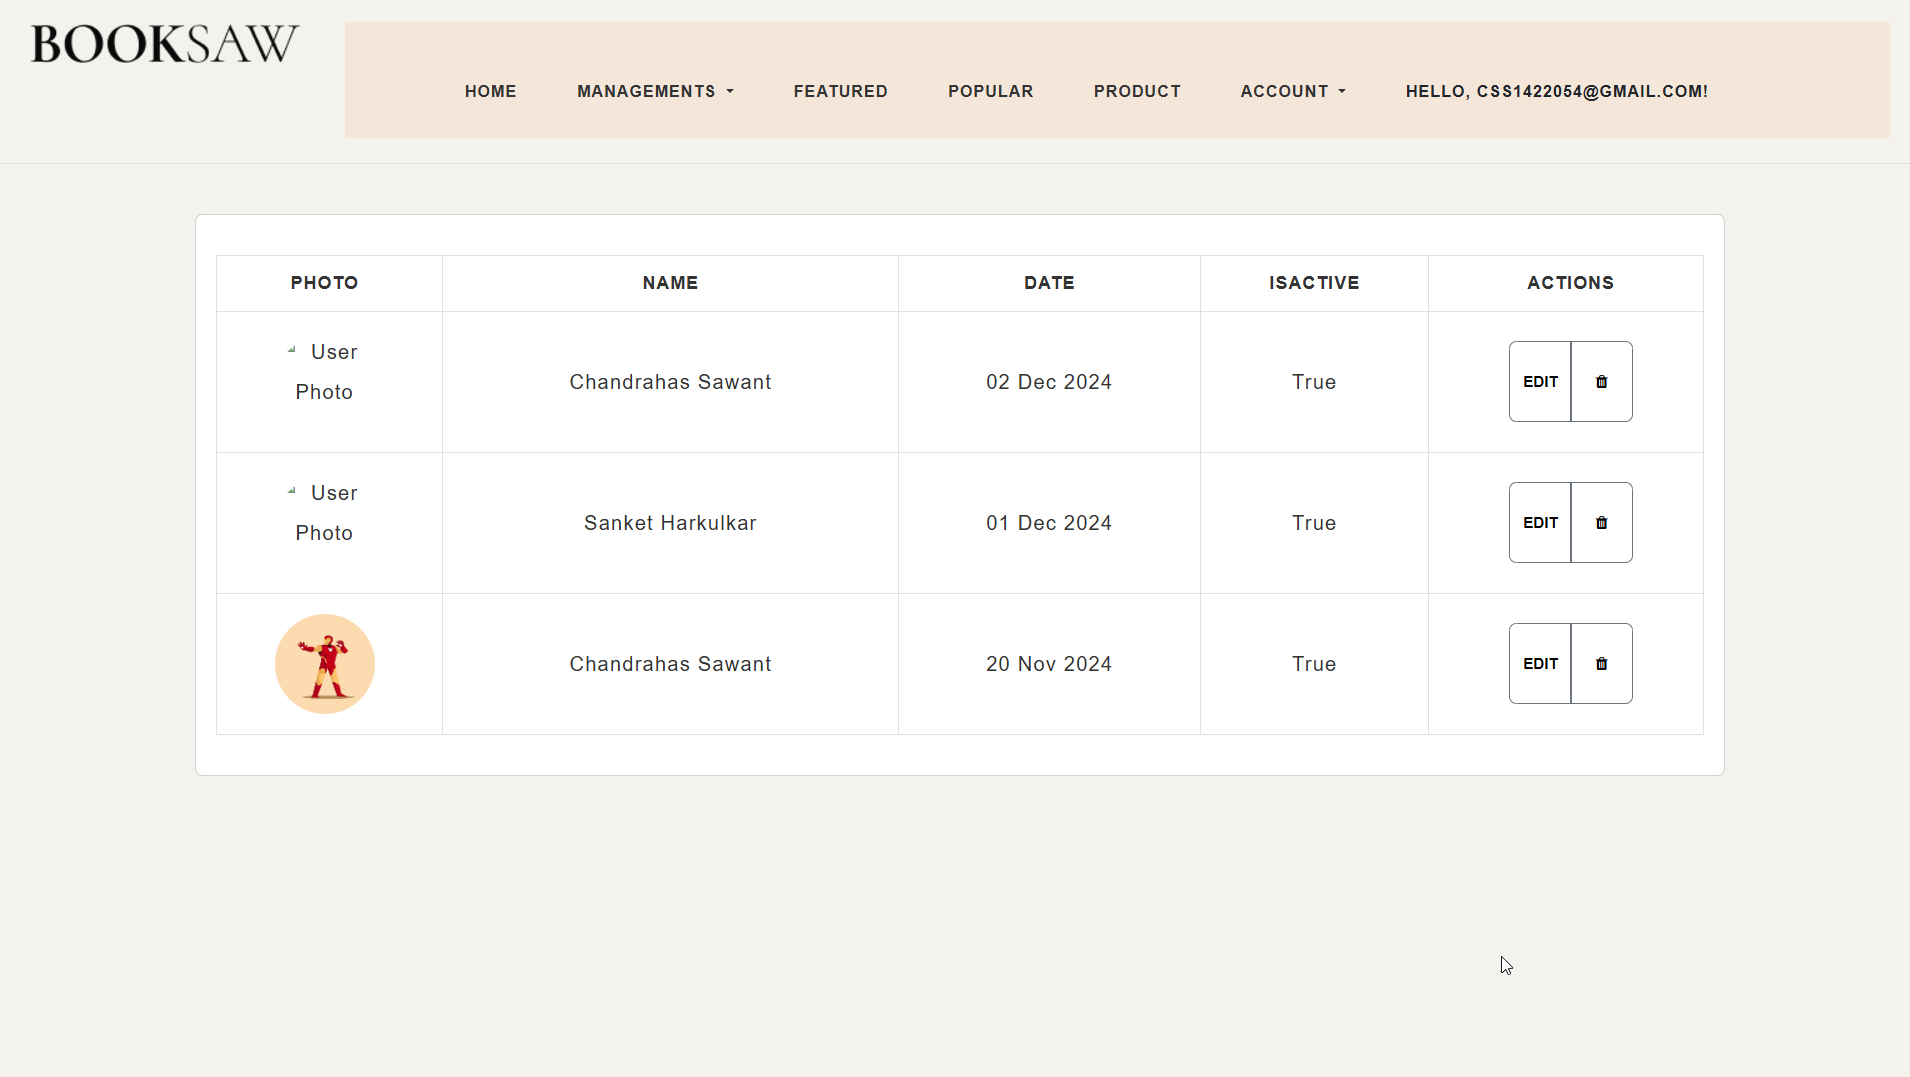 BOOKSAW
HOME MANAGEMENTS FEATURED POPULAR PRODUCT ACCOUNT HELLO, CSS1422054@GMAIL.COM!
PHOTO NAME DATE ISACTIVE ACTIONS
User Photo Chandrahas Sawant 02 Dec 2024 True EDIT
User Photo Sanket Harkulkar 01 Dec 2024 True EDIT
Chandrahas Sawant 20 Nov 2024 True EDIT